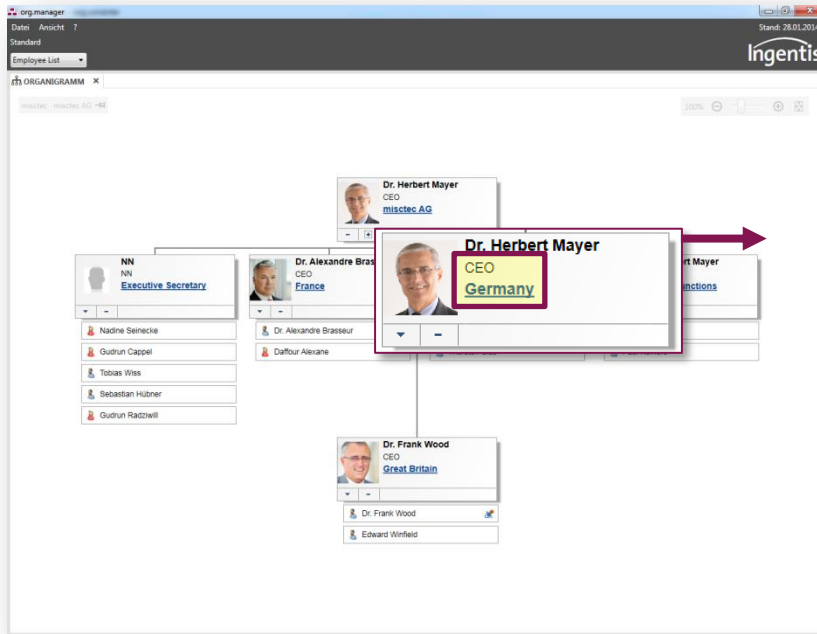 org.manager
Datei Ansicht ?
Stand: 28.01.2014
Standard
Employee List
Ingentis
ORGANIGRAMM
misctec misctec AG
100%
Dr. Herbert Mayer
CEO
misctec AG
Dr. Herbert Mayer
CEO
Germany
NN
NN
Executive Secretary
Nadine Seinecke
Gudrun Cappel
Tobias Wiss
Sebastian Hübner
Gudrun Radziwill
Dr. Alexandre Bras
CEO
France
Dr. Alexandre Brasseur
Daffour Alexane
rt Mayer
nctions
Dr. Frank Wood
CEO
Great Britain
Dr. Frank Wood
Edward Winfield